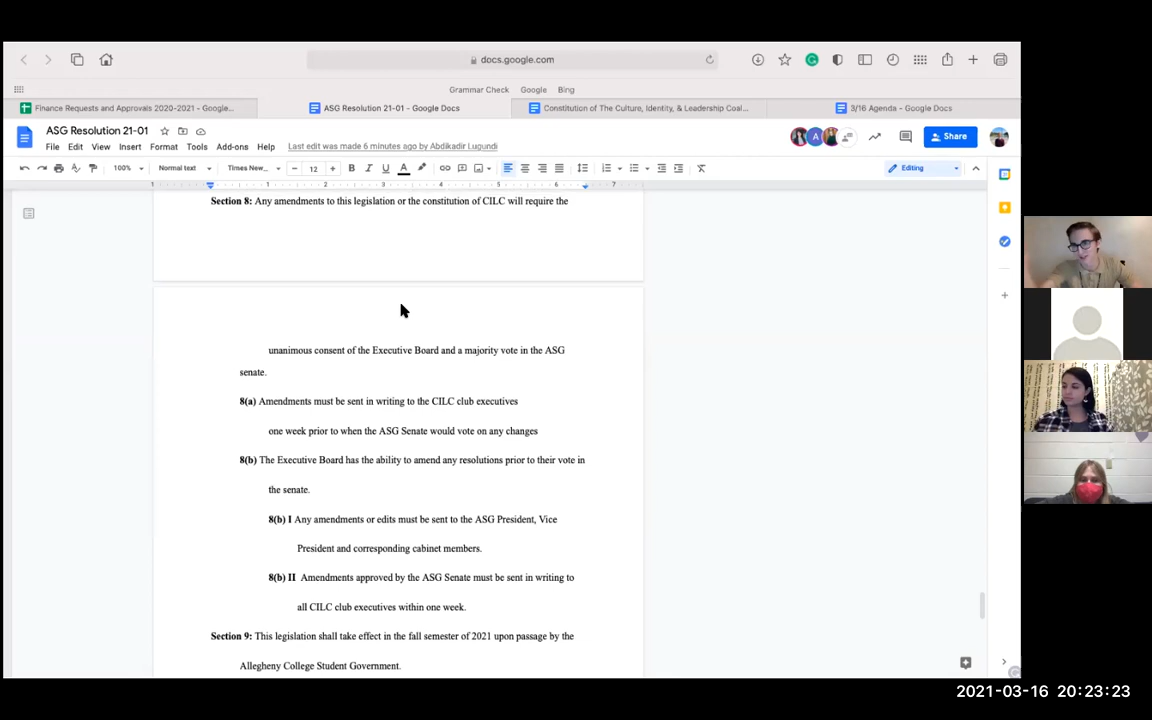 docs.google.com
Grammar Check Google Bing
Finance Requests and Approvals 2020-2021 - Google...
ASG Resolution 21-01 - Google Docs
Constitution of The Culture, Identity, & Leadership Coal...
3/16 Agenda - Google Docs
ASG Resolution 21-01
File Edit View Insert Format Tools Add-ons Help Last edit was made 6 minutes ago by Abdikadir Lugundi
A
Share
100% Normal text Times New... 12 B I U A Editing
1 1 2 3 4 5 6 7
Section 8: Any amendments to this legislation or the constitution of CILC will require the
unanimous consent of the Executive Board and a majority vote in the ASG
senate.
8(a) Amendments must be sent in writing to the CILC club executives
one week prior to when the ASG Senate would vote on any changes
8(b) The Executive Board has the ability to amend any resolutions prior to their vote in
the senate.
8(b) I Any amendments or edits must be sent to the ASG President, Vice
President and corresponding cabinet members.
8(b) II Amendments approved by the ASG Senate must be sent in writing to
all CILC club executives within one week.
Section 9: This legislation shall take effect in the fall semester of 2021 upon passage by the
Allegheny College Student Government.
2021-03-16 20:23:23